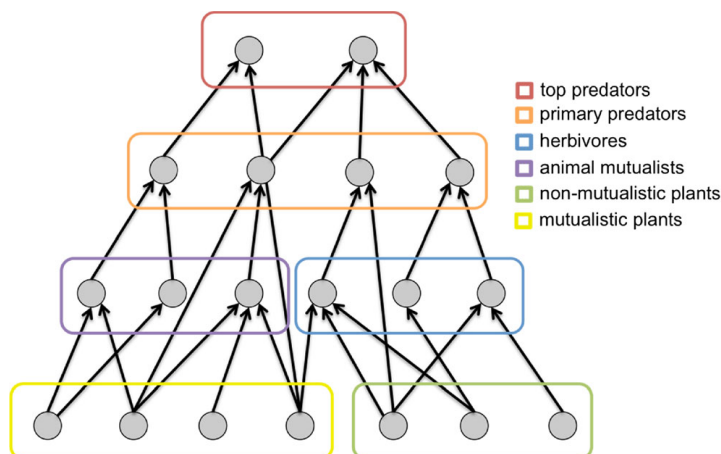 top predators
primary predators
herbivores
animal mutualists
non-mutualistic plants
mutualistic plants